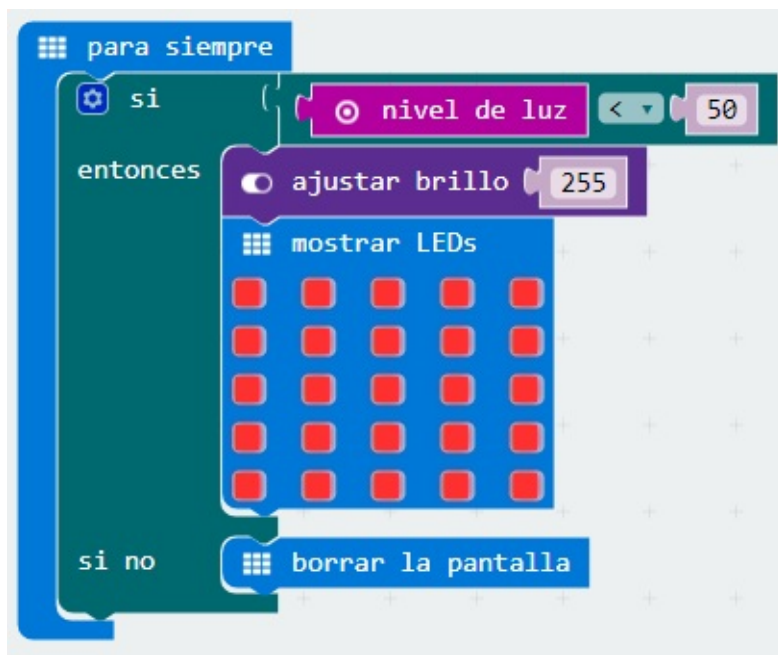 para siempre
si nivel de luz < 50
entonces ajustar brillo 255
mostrar LEDs
si no borrar la pantalla